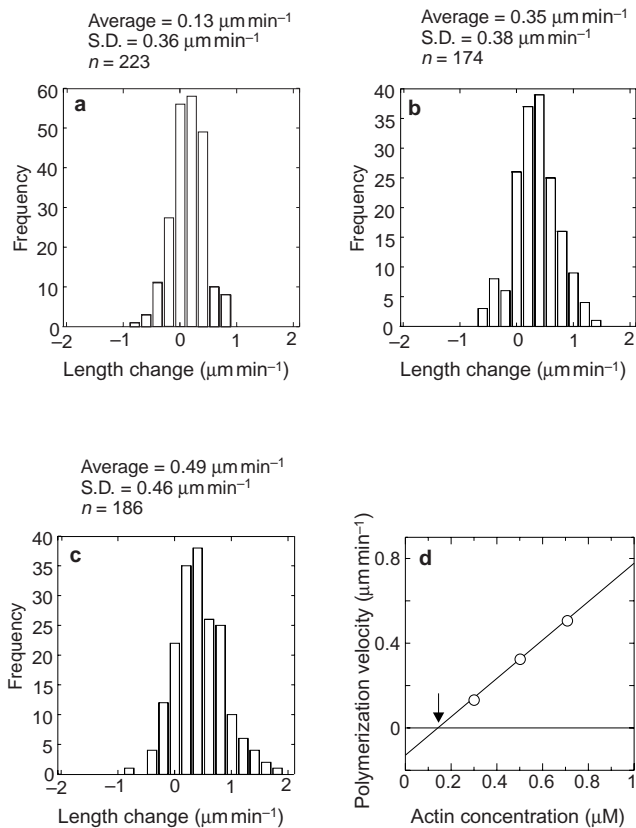 Average = 0.13 μm min⁻¹
S.D. = 0.36 μm min⁻¹
n = 223
a
60
50
40
30
20
10
0
Frequency
−2 −1 0 1 2
Length change (μm min⁻¹)
Average = 0.35 μm min⁻¹
S.D. = 0.38 μm min⁻¹
n = 174
b
40
35
30
25
20
15
10
5
0
Frequency
−2 −1 0 1 2
Length change (μm min⁻¹)
Average = 0.49 μm min⁻¹
S.D. = 0.46 μm min⁻¹
n = 186
c
40
35
30
25
20
15
10
5
0
Frequency
−2 −1 0 1 2
Length change (μm min⁻¹)
d
0.8
0.4
0
Polymerization velocity (μm min⁻¹)
0 0.2 0.4 0.6 0.8 1
Actin concentration (μM)